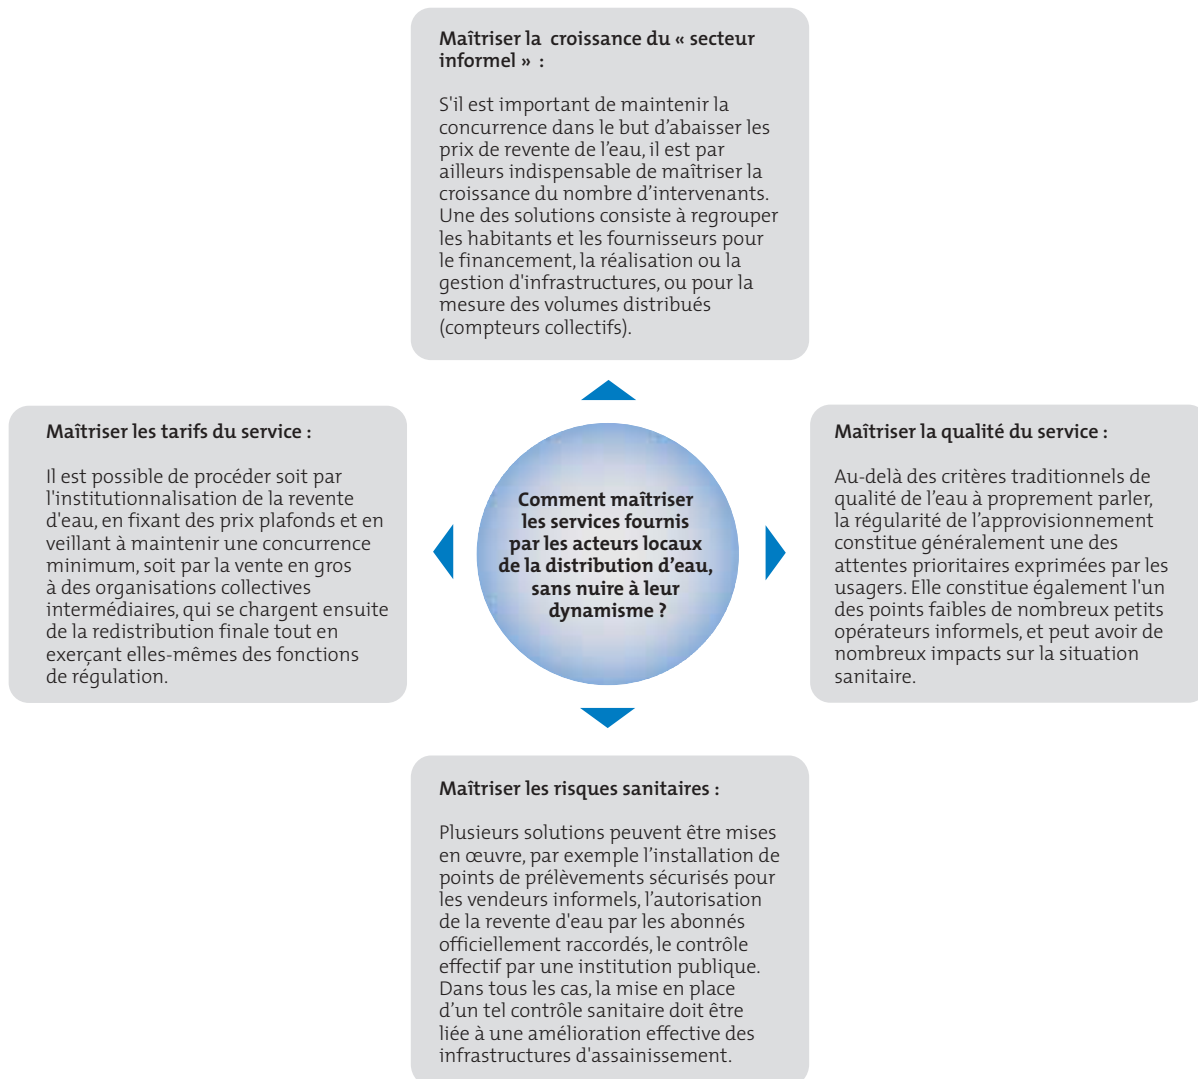 Maîtriser la croissance du « secteur
informel » :
S'il est important de maintenir la
concurrence dans le but d’abaisser les
prix de revente de l’eau, il est par
ailleurs indispensable de maîtriser la
croissance du nombre d’intervenants.
Une des solutions consiste à regrouper
les habitants et les fournisseurs pour
le financement, la réalisation ou la
gestion d'infrastructures, ou pour la
mesure des volumes distribués
(compteurs collectifs).
Maîtriser les tarifs du service :
Il est possible de procéder soit par
l'institutionnalisation de la revente
d'eau, en fixant des prix plafonds et en
veillant à maintenir une concurrence
minimum, soit par la vente en gros
à des organisations collectives
intermédiaires, qui se chargent ensuite
de la redistribution finale tout en
exerçant elles-mêmes des fonctions
de régulation.
Comment maîtriser
les services fournis
par les acteurs locaux
de la distribution d’eau,
sans nuire à leur
dynamisme ?
Maîtriser la qualité du service :
Au-delà des critères traditionnels de
qualité de l’eau à proprement parler,
la régularité de l’approvisionnement
constitue généralement une des
attentes prioritaires exprimées par les
usagers. Elle constitue également l'un
des points faibles de nombreux petits
opérateurs informels, et peut avoir de
nombreux impacts sur la situation
sanitaire.
Maîtriser les risques sanitaires :
Plusieurs solutions peuvent être mises
en œuvre, par exemple l’installation de
points de prélèvements sécurisés pour
les vendeurs informels, l’autorisation
de la revente d'eau par les abonnés
officiellement raccordés, le contrôle
effectif par une institution publique.
Dans tous les cas, la mise en place
d’un tel contrôle sanitaire doit être
liée à une amélioration effective des
infrastructures d'assainissement.